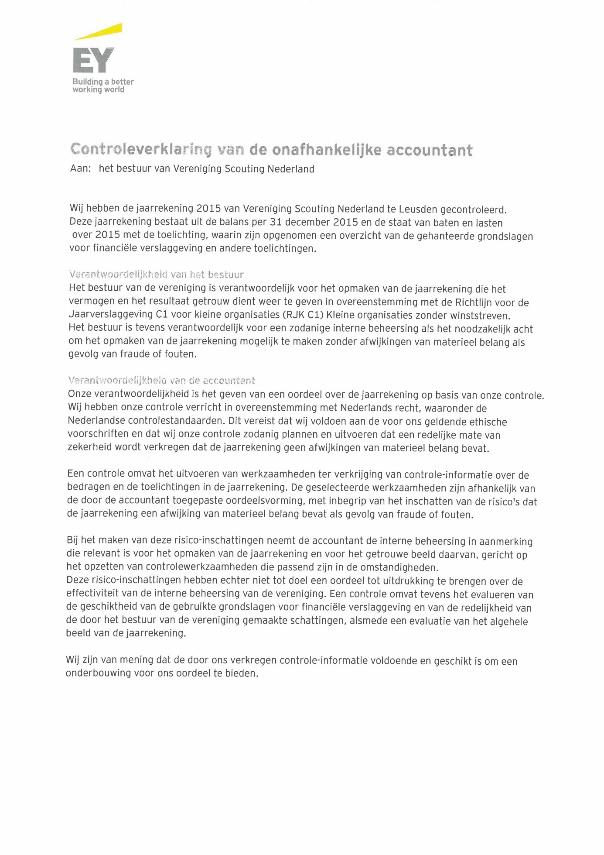 EY
Building a better
working world
Controleverklaring van de onafhankelijke accountant
Aan: het bestuur van Vereniging Scouting Nederland
Wij hebben de jaarrekening 2015 van Vereniging Scouting Nederland te Leusden gecontroleerd.
Deze jaarrekening bestaat uit de balans per 31 december 2015 en de staat van baten en lasten
over 2015 met de toelichting, waarin zijn opgenomen een overzicht van de gehanteerde grondslagen
voor financiële verslaggeving en andere toelichtingen.
Verantwoordelijkheid van het bestuur
Het bestuur van de vereniging is verantwoordelijk voor het opmaken van de jaarrekening die het
vermogen en het resultaat getrouw dient weer te geven in overeenstemming met de Richtlijn voor de
Jaarverslaggeving C1 voor kleine organisaties (RJK C1) Kleine organisaties zonder winststreven.
Het bestuur is tevens verantwoordelijk voor een zodanige interne beheersing als het noodzakelijk acht
om het opmaken van de jaarrekening mogelijk te maken zonder afwijkingen van materieel belang als
gevolg van fraude of fouten.
Verantwoordelijkheid van de accountant
Onze verantwoordelijkheid is het geven van een oordeel over de jaarrekening op basis van onze controle.
Wij hebben onze controle verricht in overeenstemming met Nederlands recht, waaronder de
Nederlandse controlestandaarden. Dit vereist dat wij voldoen aan de voor ons geldende ethische
voorschriften en dat wij onze controle zodanig plannen en uitvoeren dat een redelijke mate van
zekerheid wordt verkregen dat de jaarrekening geen afwijkingen van materieel belang bevat.
Een controle omvat het uitvoeren van werkzaamheden ter verkrijging van controle-informatie over de
bedragen en de toelichtingen in de jaarrekening. De geselecteerde werkzaamheden zijn afhankelijk van
de door de accountant toegepaste oordeelsvorming, met inbegrip van het inschatten van de risico's dat
de jaarrekening een afwijking van materieel belang bevat als gevolg van fraude of fouten.
Bij het maken van deze risico-inschattingen neemt de accountant de interne beheersing in aanmerking
die relevant is voor het opmaken van de jaarrekening en voor het getrouwe beeld daarvan, gericht op
het opzetten van controlewerkzaamheden die passend zijn in de omstandigheden.
Deze risico-inschattingen hebben echter niet tot doel een oordeel tot uitdrukking te brengen over de
effectiviteit van de interne beheersing van de vereniging. Een controle omvat tevens het evalueren van
de geschiktheid van de gebruikte grondslagen voor financiële verslaggeving en van de redelijkheid van
de door het bestuur van de vereniging gemaakte schattingen, alsmede een evaluatie van het algehele
beeld van de jaarrekening.
Wij zijn van mening dat de door ons verkregen controle-informatie voldoende en geschikt is om een
onderbouwing voor ons oordeel te bieden.